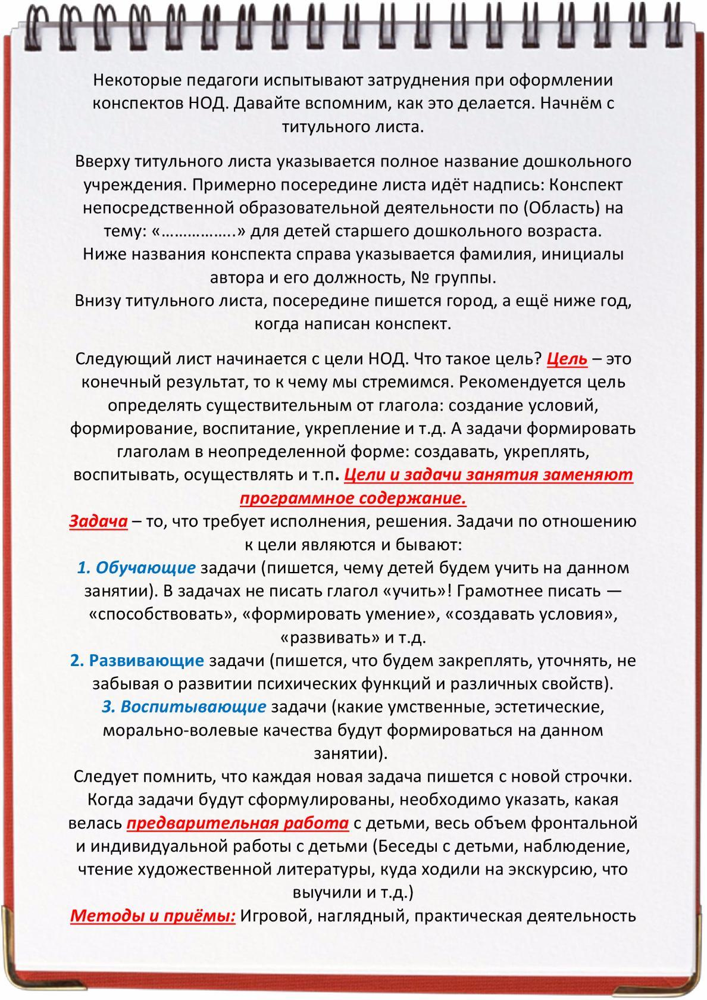 Некоторые педагоги испытывают затруднения при оформлении
конспектов НОД. Давайте вспомним, как это делается. Начнём с
титульного листа.
Вверху титульного листа указывается полное название дошкольного
учреждения. Примерно посередине листа идёт надпись: Конспект
непосредственной образовательной деятельности по (Область) на
тему: «……………..» для детей старшего дошкольного возраста.
Ниже названия конспекта справа указывается фамилия, инициалы
автора и его должность, № группы.
Внизу титульного листа, посередине пишется город, а ещё ниже год,
когда написан конспект.
Следующий лист начинается с цели НОД. Что такое цель? Цель – это
конечный результат, то к чему мы стремимся. Рекомендуется цель
определять существительным от глагола: создание условий,
формирование, воспитание, укрепление и т.д. А задачи формировать
глаголам в неопределенной форме: создавать, укреплять,
воспитывать, осуществлять и т.п. Цели и задачи занятия заменяют
программное содержание.
Задача – то, что требует исполнения, решения. Задачи по отношению
к цели являются и бывают:
1. Обучающие задачи (пишется, чему детей будем учить на данном
занятии). В задачах не писать глагол «учить»! Грамотнее писать —
«способствовать», «формировать умение», «создавать условия»,
«развивать» и т.д.
2. Развивающие задачи (пишется, что будем закреплять, уточнять, не
забывая о развитии психических функций и различных свойств).
3. Воспитывающие задачи (какие умственные, эстетические,
морально-волевые качества будут формироваться на данном
занятии).
Следует помнить, что каждая новая задача пишется с новой строчки.
Когда задачи будут сформулированы, необходимо указать, какая
велась предварительная работа с детьми, весь объем фронтальной
и индивидуальной работы с детьми (Беседы с детьми, наблюдение,
чтение художественной литературы, куда ходили на экскурсию, что
выучили и т.д.)
Методы и приёмы: Игровой, наглядный, практическая деятельность